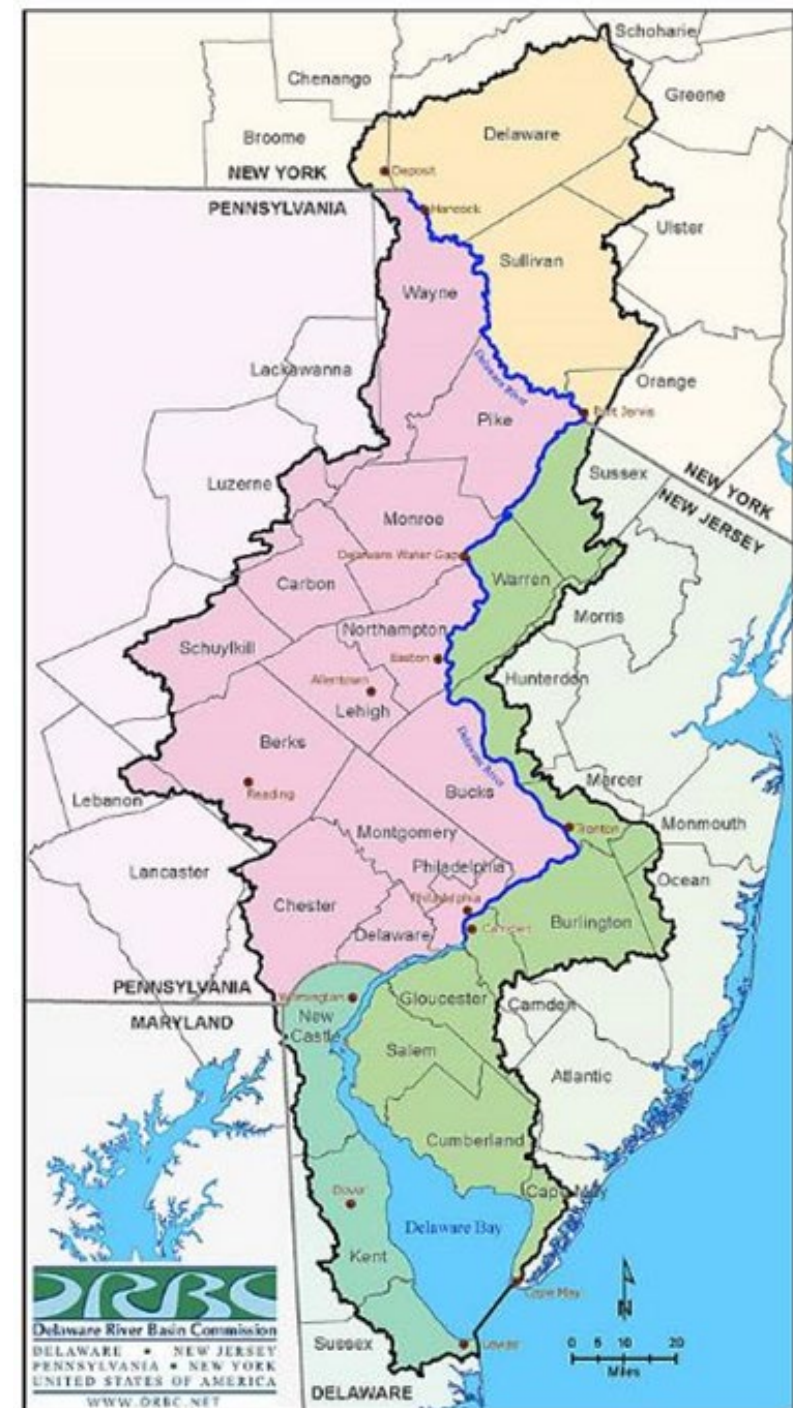 Schoharie
Chenango
Greene
Delaware
Broome
Deposit
NEW YORK
PENNSYLVANIA
Hancock
Ulster
Sullivan
Wayne
Lackawanna
Delaware River
Orange
Port Jervis
Pike
Sussex
Luzerne
NEW YORK
NEW JERSEY
Monroe
Delaware Water Gap
Carbon
Warren
Morris
Northampton
Schuylkill
Easton
Hunterdon
Allentown
Lehigh
Berks
Delaware River
Bucks
Mercer
Reading
Lebanon
Trenton
Monmouth
Montgomery
Lancaster
Philadelphia
Ocean
Chester
Philadelphia
Burlington
Camden
Delaware
PENNSYLVANIA
Wilmington
Gloucester
Camden
MARYLAND
New
Castle
Salem
Atlantic
Cumberland
Dover
Cape May
Delaware Bay
Kent
Cape May
N
DRBC
Delaware River Basin Commission
DELAWARE • NEW JERSEY
PENNSYLVANIA • NEW YORK
UNITED STATES OF AMERICA
WWW.DRBC.NET
Sussex
Lewes
0 5 10 20
Miles
DELAWARE